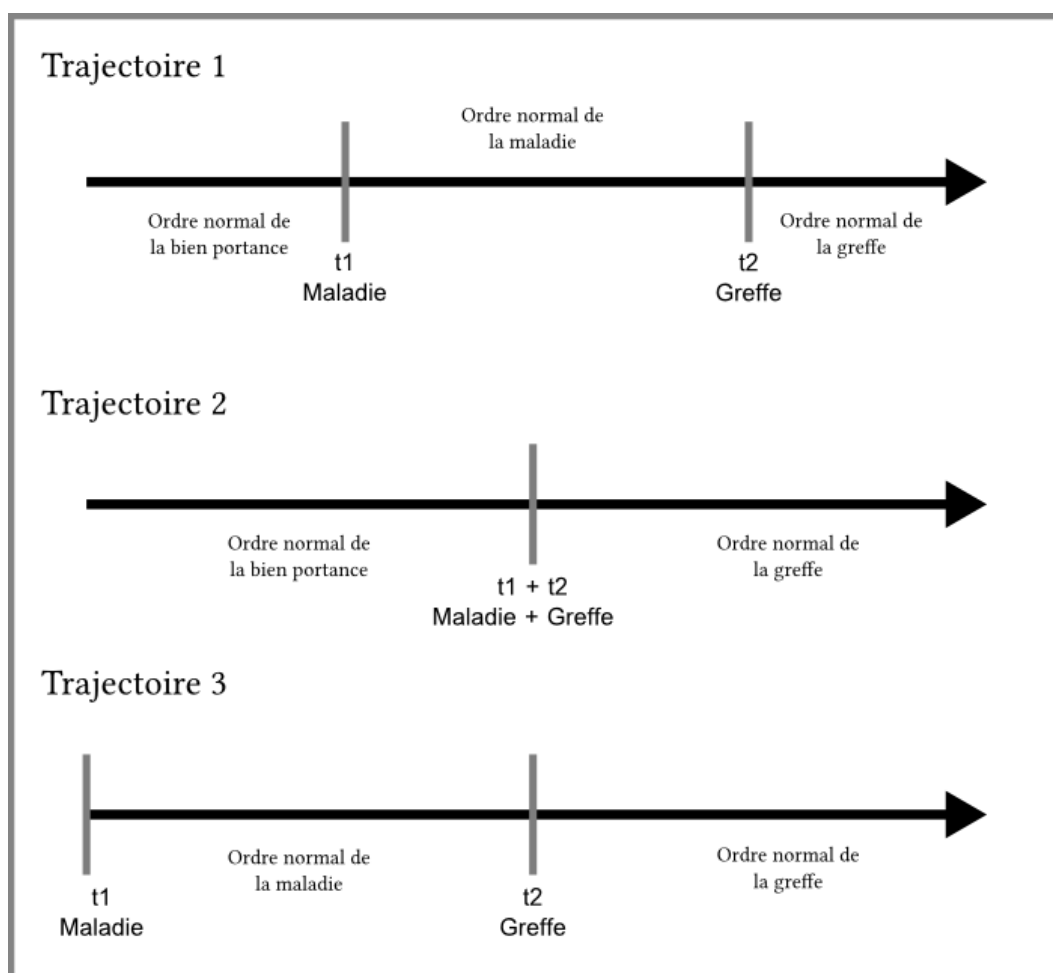 Trajectoire 1
Ordre normal de
la maladie
Ordre normal de
la bien portance
Ordre normal de
la greffe
t1
Maladie
t2
Greffe
Trajectoire 2
Ordre normal de
la bien portance
Ordre normal de
la greffe
t1 + t2
Maladie + Greffe
Trajectoire 3
Ordre normal de
la maladie
Ordre normal de
la greffe
t1
Maladie
t2
Greffe